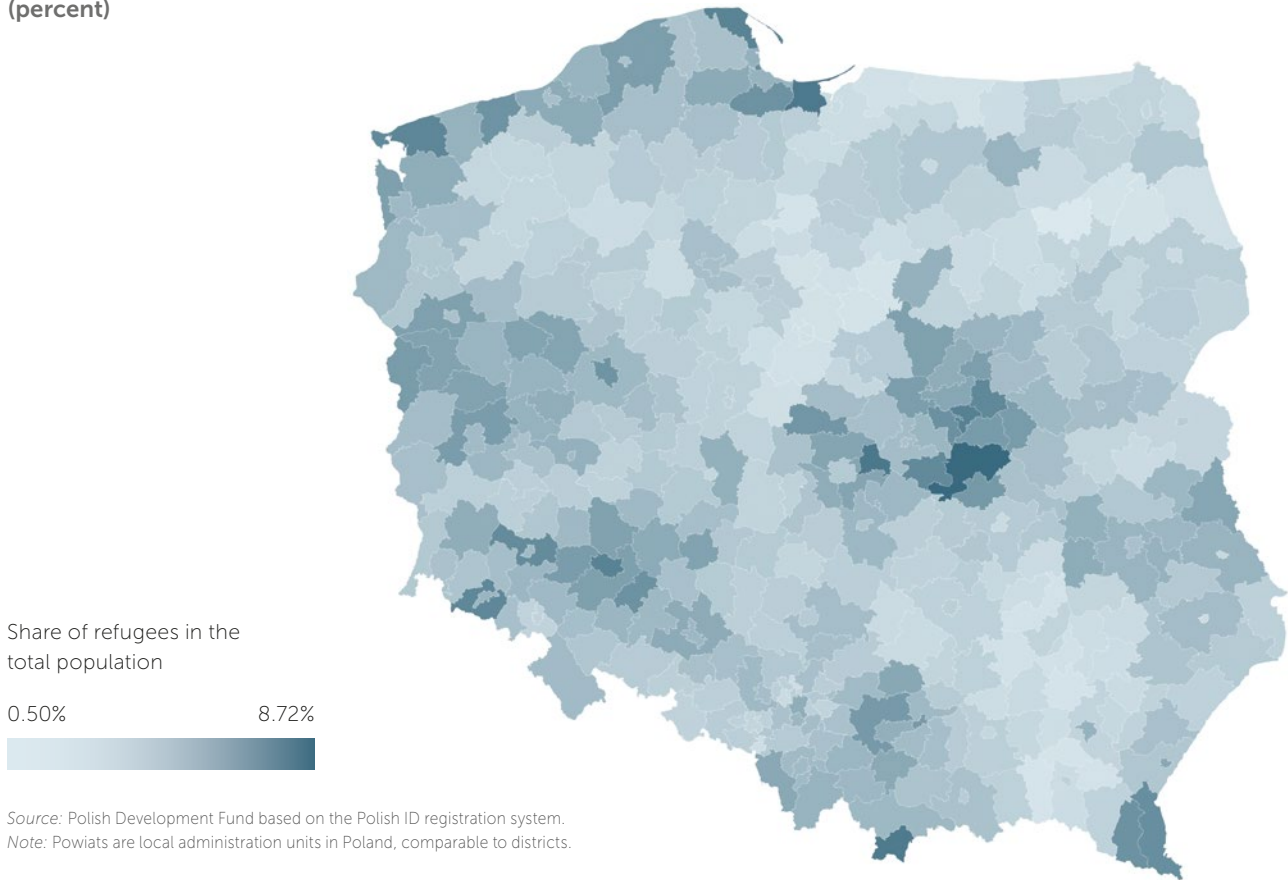 (percent)
Share of refugees in the
total population
0.50% 8.72%
Source: Polish Development Fund based on the Polish ID registration system.
Note: Powiats are local administration units in Poland, comparable to districts.